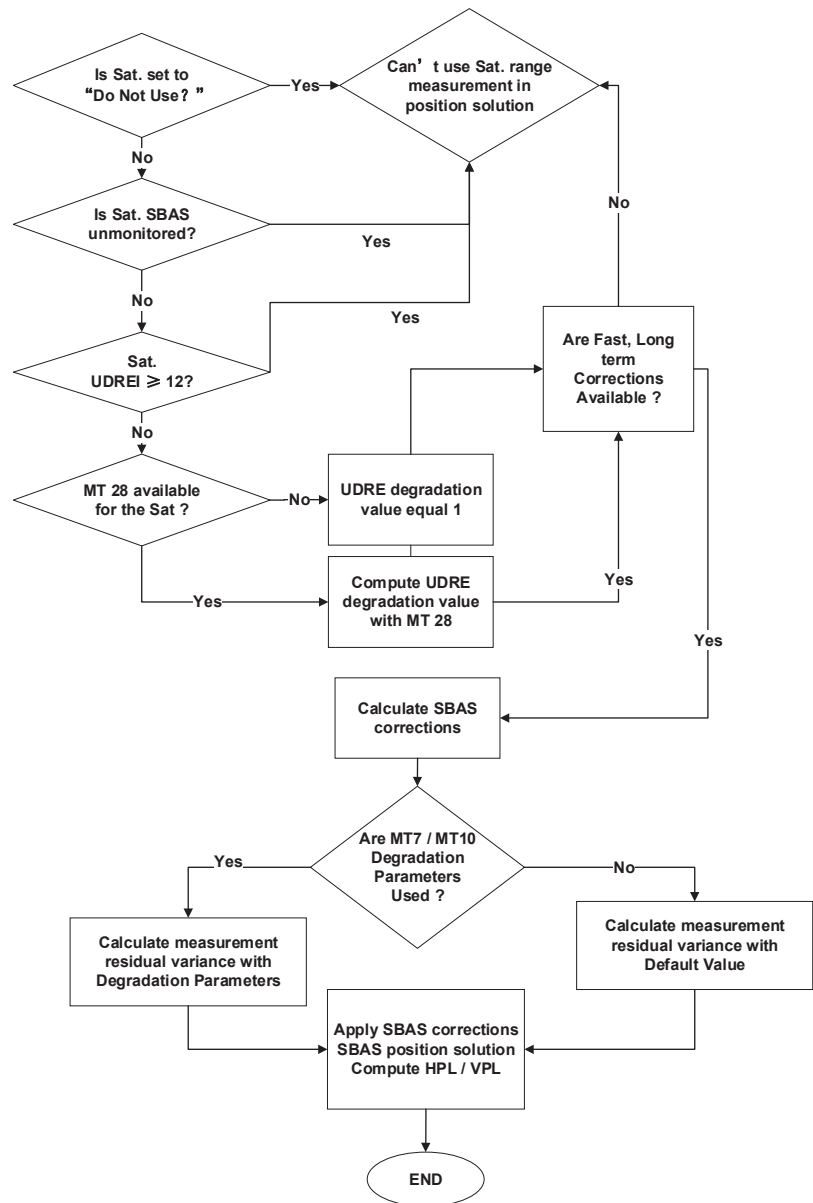 Is Sat. set to
“Do Not Use?”
Yes
Can’t use Sat. range
measurement in
position solution
No
Is Sat. SBAS
unmonitored?
Yes
No
No
Sat.
UDREI ≥ 12?
Yes
Are Fast, Long
term
Corrections
Available ?
No
MT 28 available
for the Sat ?
No
UDRE degradation
value equal 1
Yes
Compute UDRE
degradation value
with MT 28
Yes
Yes
Calculate SBAS
corrections
Are MT7 / MT10
Degradation
Parameters
Used ?
Yes
No
Calculate measurement
residual variance with
Degradation Parameters
Calculate measurement
residual variance with
Default Value
Apply SBAS corrections
SBAS position solution
Compute HPL / VPL
END